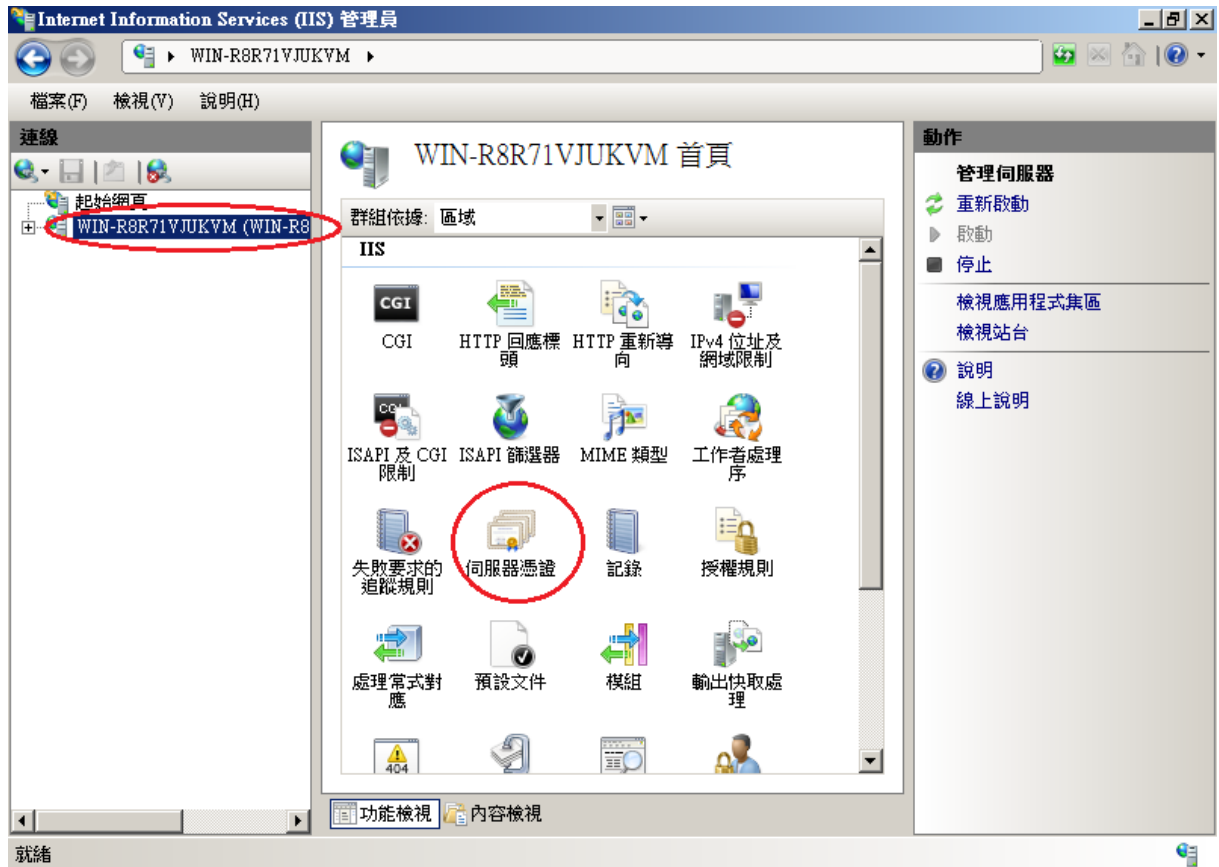 Internet Information Services (IIS) 管理員
WIN-R8R71VJUKVM
檔案(F) 檢視(V) 說明(H)
連線
起始網頁
WIN-R8R71VJUKVM (WIN-R8
WIN-R8R71VJUKVM 首頁
群組依據: 區域
IIS
CGI
CGI
HTTP 回應標
頭
HTTP 重新導
向
IPv4 位址及
網域限制
ISAPI 及 CGI
限制
ISAPI 篩選器
MIME 類型
工作者處理
序
失敗要求的
追蹤規則
伺服器憑證
記錄
授權規則
處理常式對
應
預設文件
模組
輸出快取處
理
404
功能檢視 內容檢視
動作
管理伺服器
重新啟動
啟動
停止
檢視應用程式集區
檢視站台
說明
線上說明
就緒